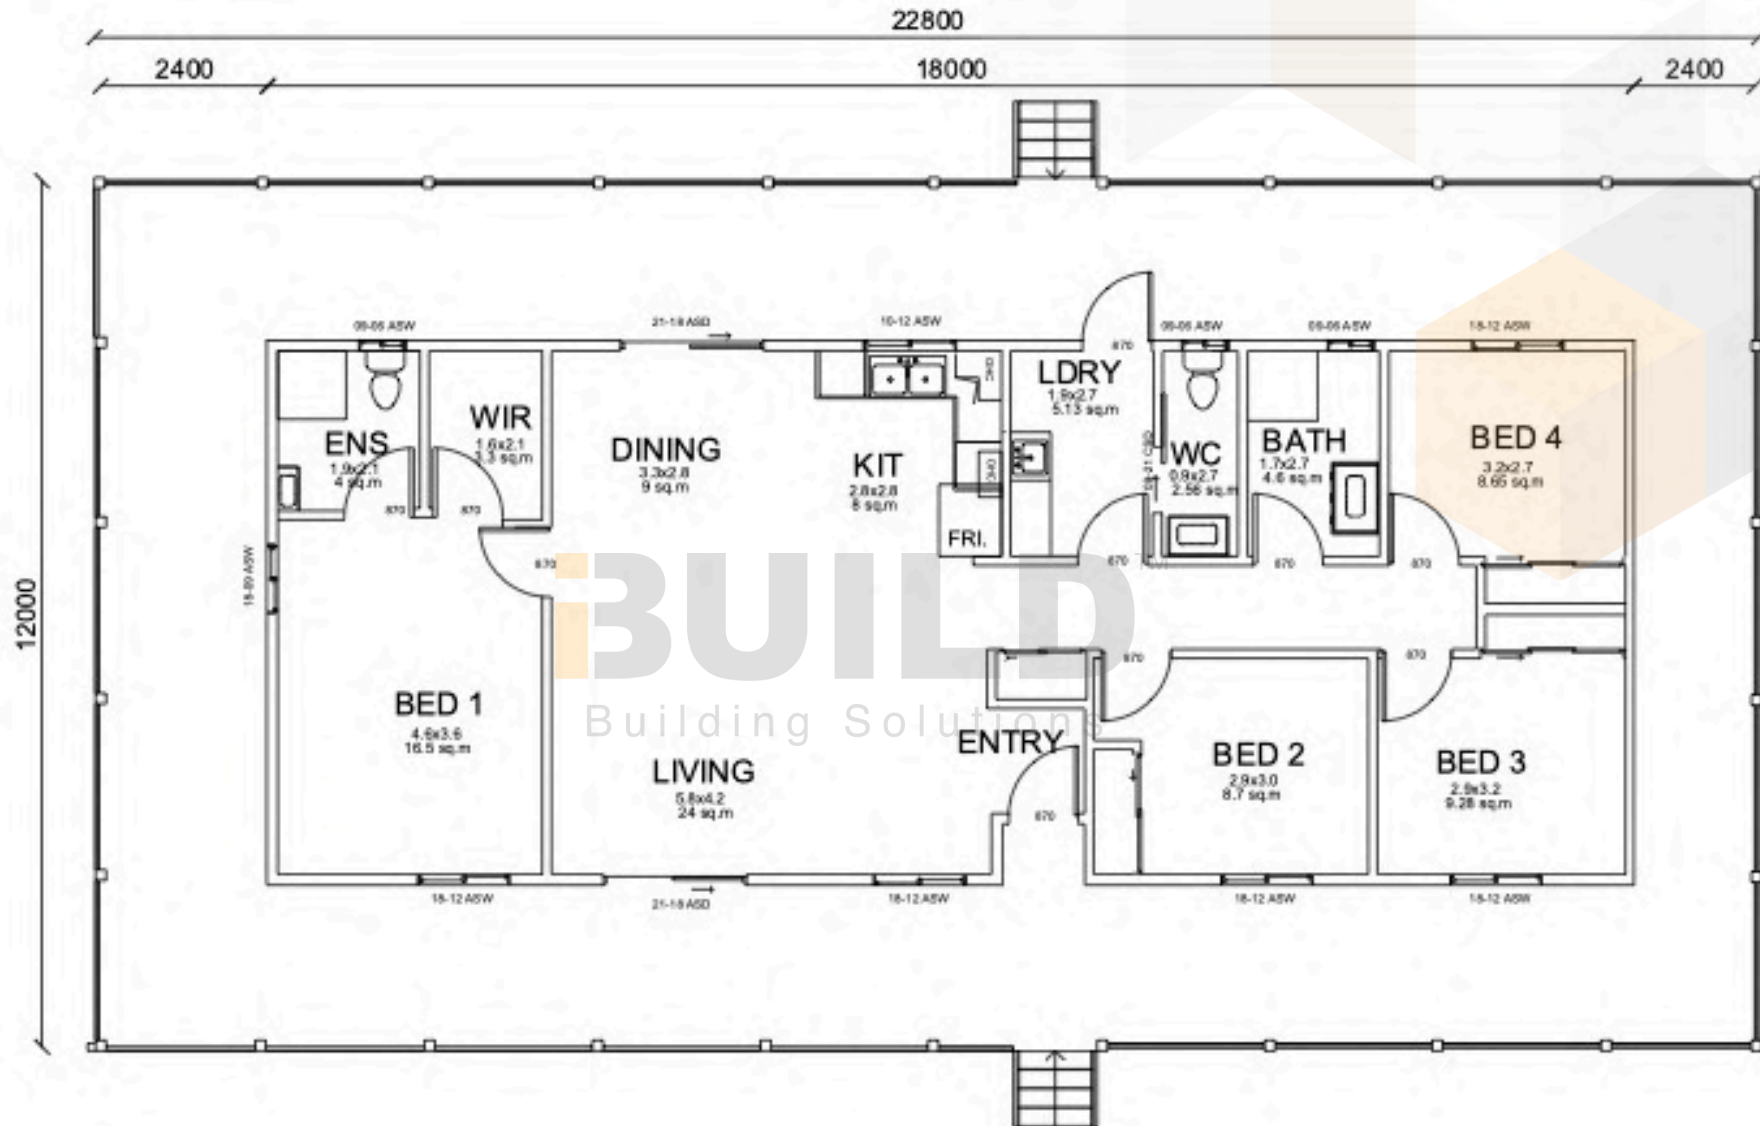 22800
2400
18000
2400
12000
09-06 ASW
21-18 ASD
10-12 ASW
09-06 ASW
09-06 ASW
18-12 ASW
870
ENS
1.9x2.1
4 sq.m
WIR
1.6x2.1
3.3 sq.m
DINING
3.3x2.8
9 sq.m
KIT
2.8x2.8
8 sq.m
OHC
OHC
FRI.
LDRY
1.9x2.7
5.13 sq.m
WC
0.9x2.7
2.56 sq.m
BATH
1.7x2.7
4.6 sq.m
BED 4
3.2x2.7
8.65 sq.m
870
870
870
870
870
870
18-09 ASW
iBUILD
Building Solutions
870
870
BED 1
4.6x3.6
16.5 sq.m
LIVING
5.8x4.2
24 sq.m
ENTRY
870
BED 2
2.9x3.0
8.7 sq.m
BED 3
2.9x3.2
9.28 sq.m
18-12 ASW
21-18 ASD
18-12 ASW
18-12 ASW
18-12 ASW